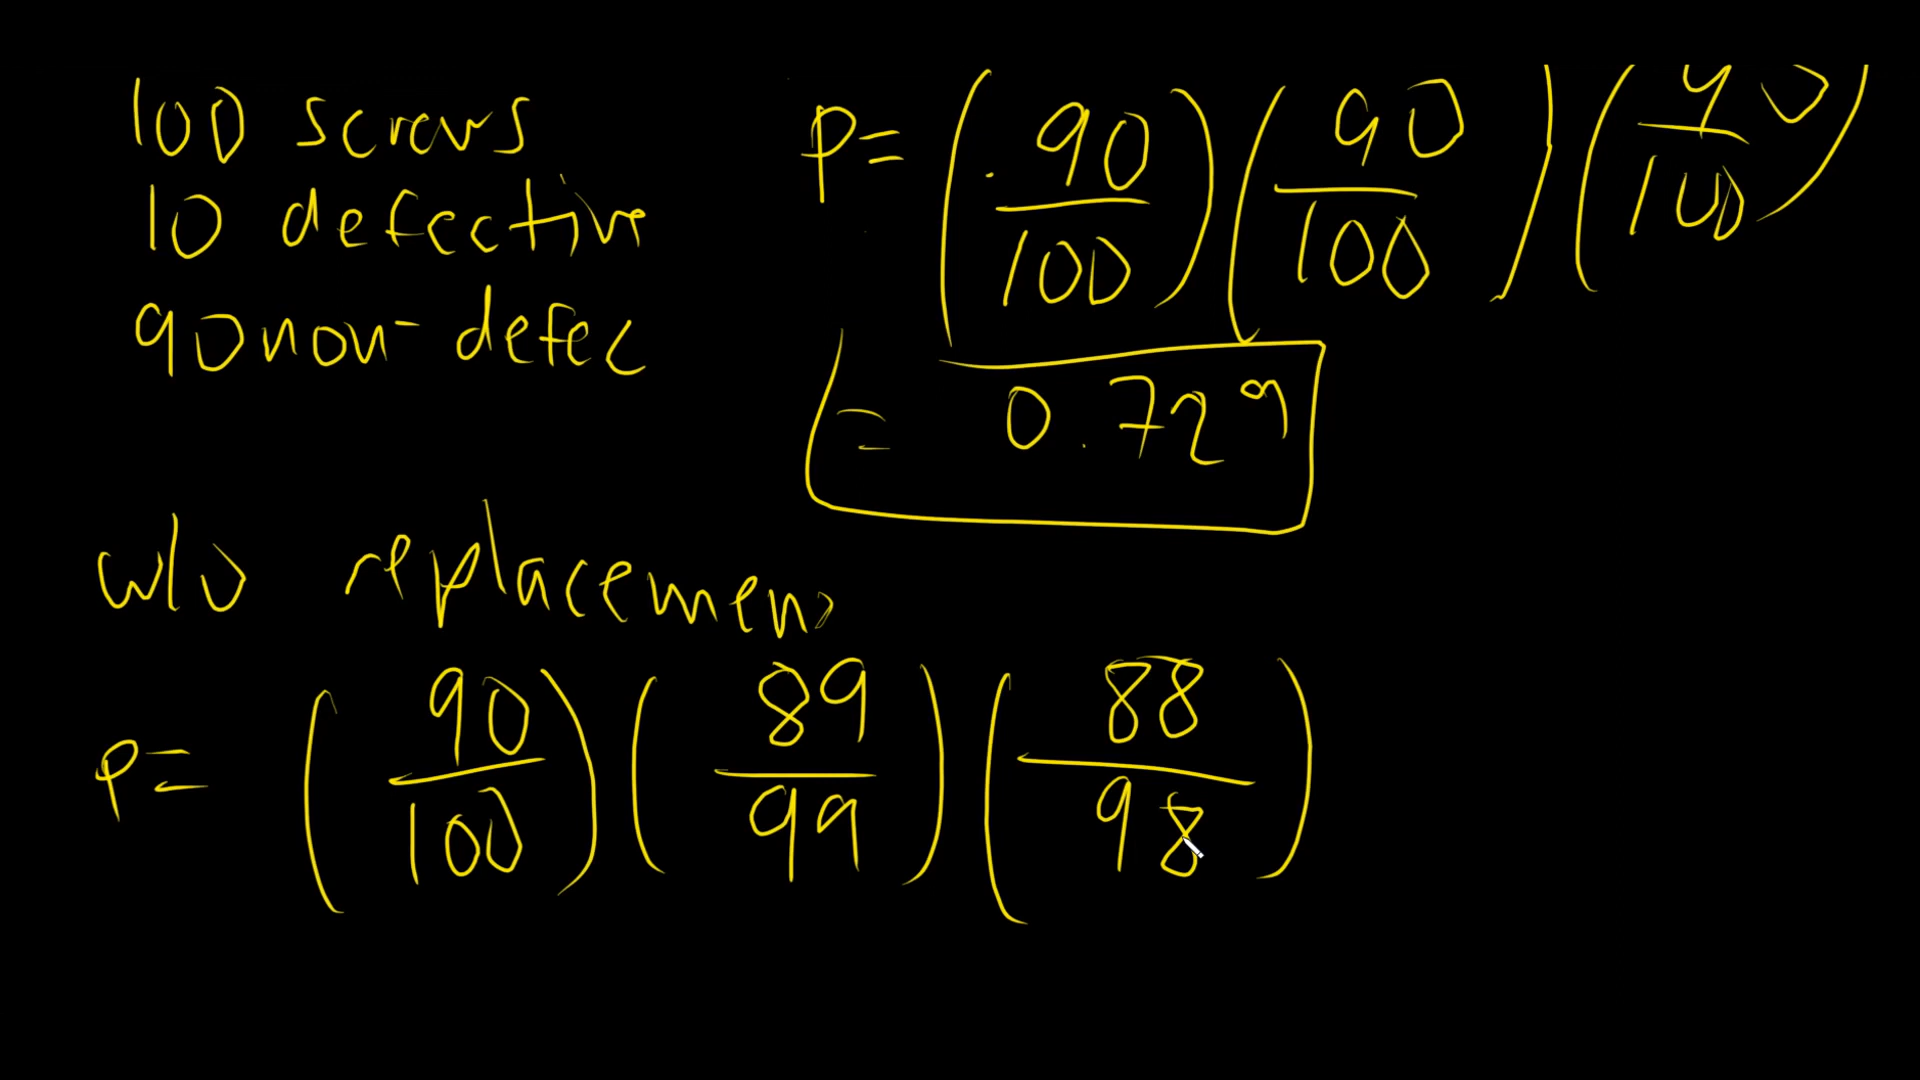 100 screws
10 defective
90 non-defec
P= (90/100)(90/100)(90/100)
= 0.729
w/o replacemen
P= (90/100)(89/99)(88/98)